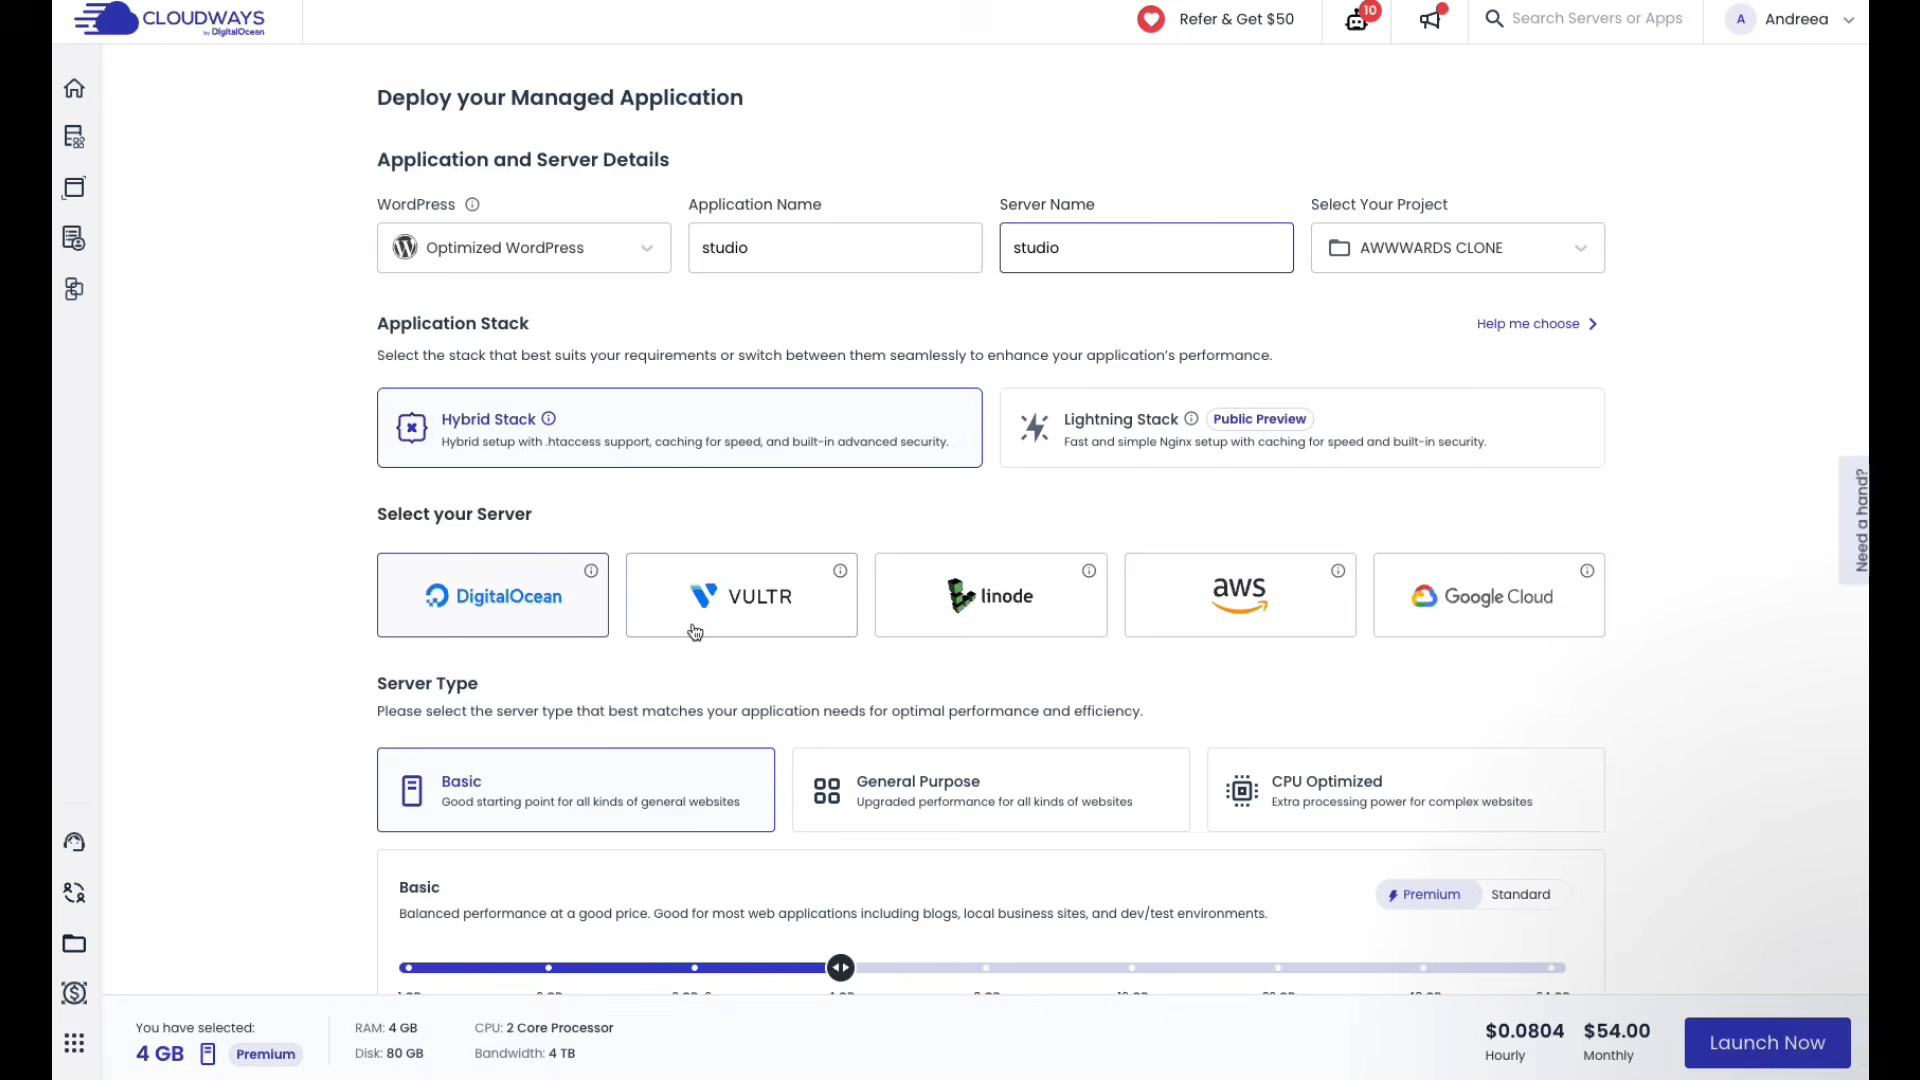 CLOUDWAYS
by DigitalOcean
Refer & Get $50
10
Search Servers or Apps
A
Andreea
Deploy your Managed Application
Application and Server Details
WordPress
Application Name
Server Name
Select Your Project
Optimized WordPress
studio
studio
AWWWARDS CLONE
Application Stack
Help me choose
Select the stack that best suits your requirements or switch between them seamlessly to enhance your application's performance.
Hybrid Stack
Hybrid setup with .htaccess support, caching for speed, and built-in advanced security.
Lightning Stack
Public Preview
Fast and simple Nginx setup with caching for speed and built-in security.
Need a hand?
Select your Server
DigitalOcean
VULTR
linode
aws
Google Cloud
Server Type
Please select the server type that best matches your application needs for optimal performance and efficiency.
Basic
Good starting point for all kinds of general websites
General Purpose
Upgraded performance for all kinds of websites
CPU Optimized
Extra processing power for complex websites
Basic
Premium
Standard
Balanced performance at a good price. Good for most web applications including blogs, local business sites, and dev/test environments.
You have selected:
4 GB
Premium
RAM: 4 GB
Disk: 80 GB
CPU: 2 Core Processor
Bandwidth: 4 TB
$0.0804
Hourly
$54.00
Monthly
Launch Now